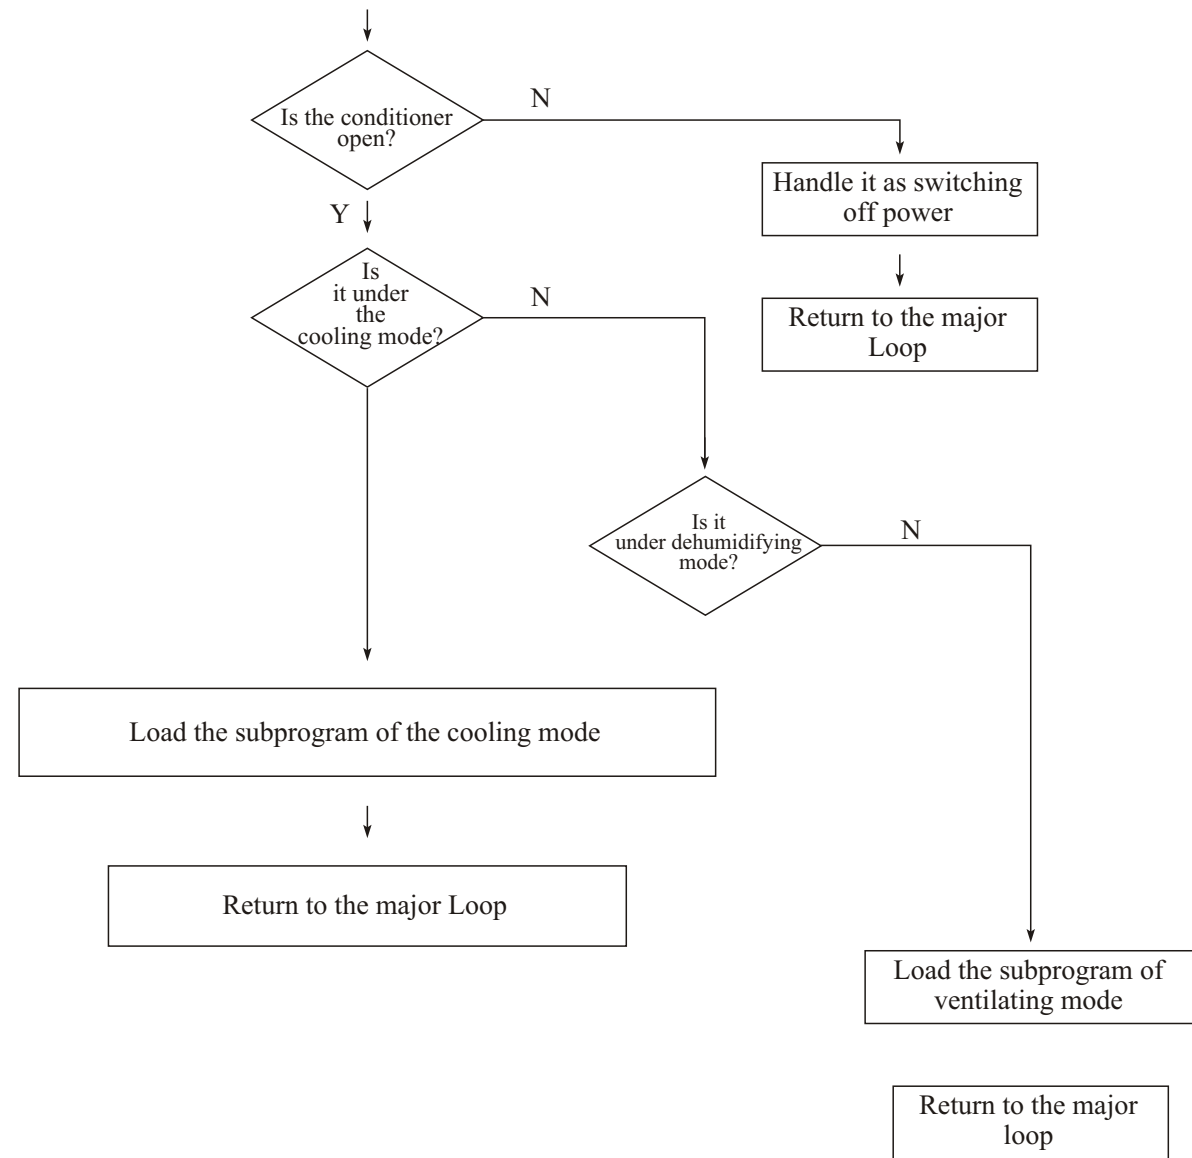 Is the conditioner
open?
N
Handle it as switching
off power
Y
Is
it under
the
cooling mode?
N
Return to the major
Loop
Is it
under dehumidifying
mode?
N
Load the subprogram of the cooling mode
Return to the major Loop
Load the subprogram of
ventilating mode
Return to the major
loop